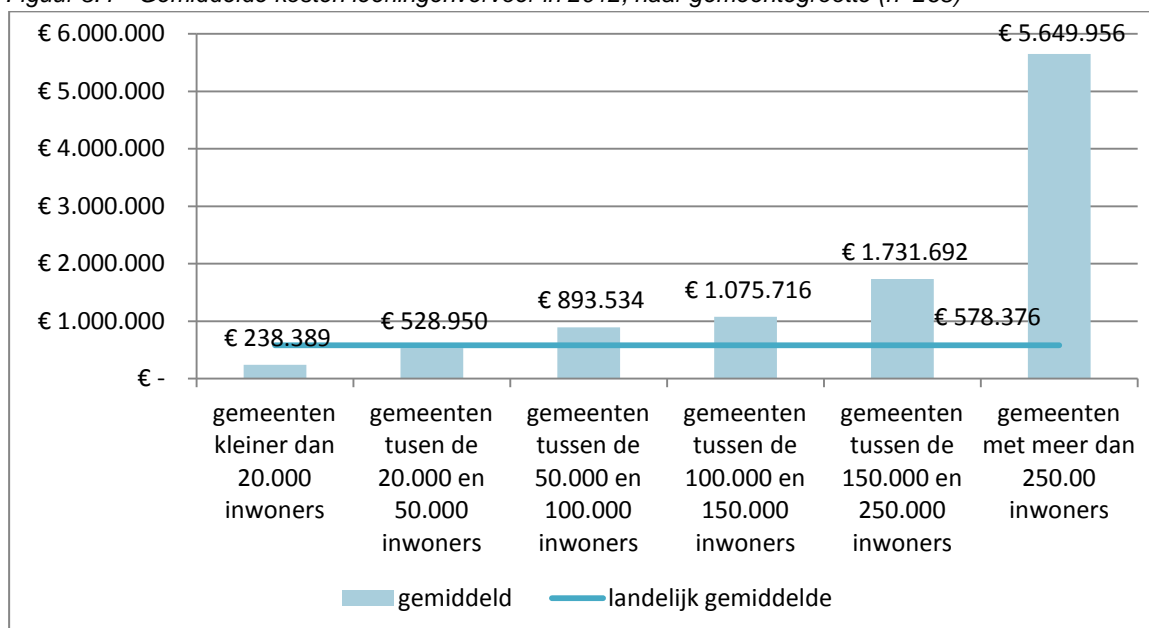 € 6.000.000
€ 5.000.000
€ 4.000.000
€ 3.000.000
€ 2.000.000
€ 1.000.000
€ -
€ 238.389
€ 528.950
€ 893.534
€ 1.075.716
€ 1.731.692
€ 578.376
€ 5.649.956
gemeenten
kleiner dan
20.000
inwoners
gemeenten
tusen de
20.000 en
50.000
inwoners
gemeenten
tussen de
50.000 en
100.000
inwoners
gemeenten
tussen de
100.000 en
150.000
inwoners
gemeenten
tussen de
150.000 en
250.000
inwoners
gemeenten
met meer dan
250.00
inwoners
gemiddeld
landelijk gemiddelde